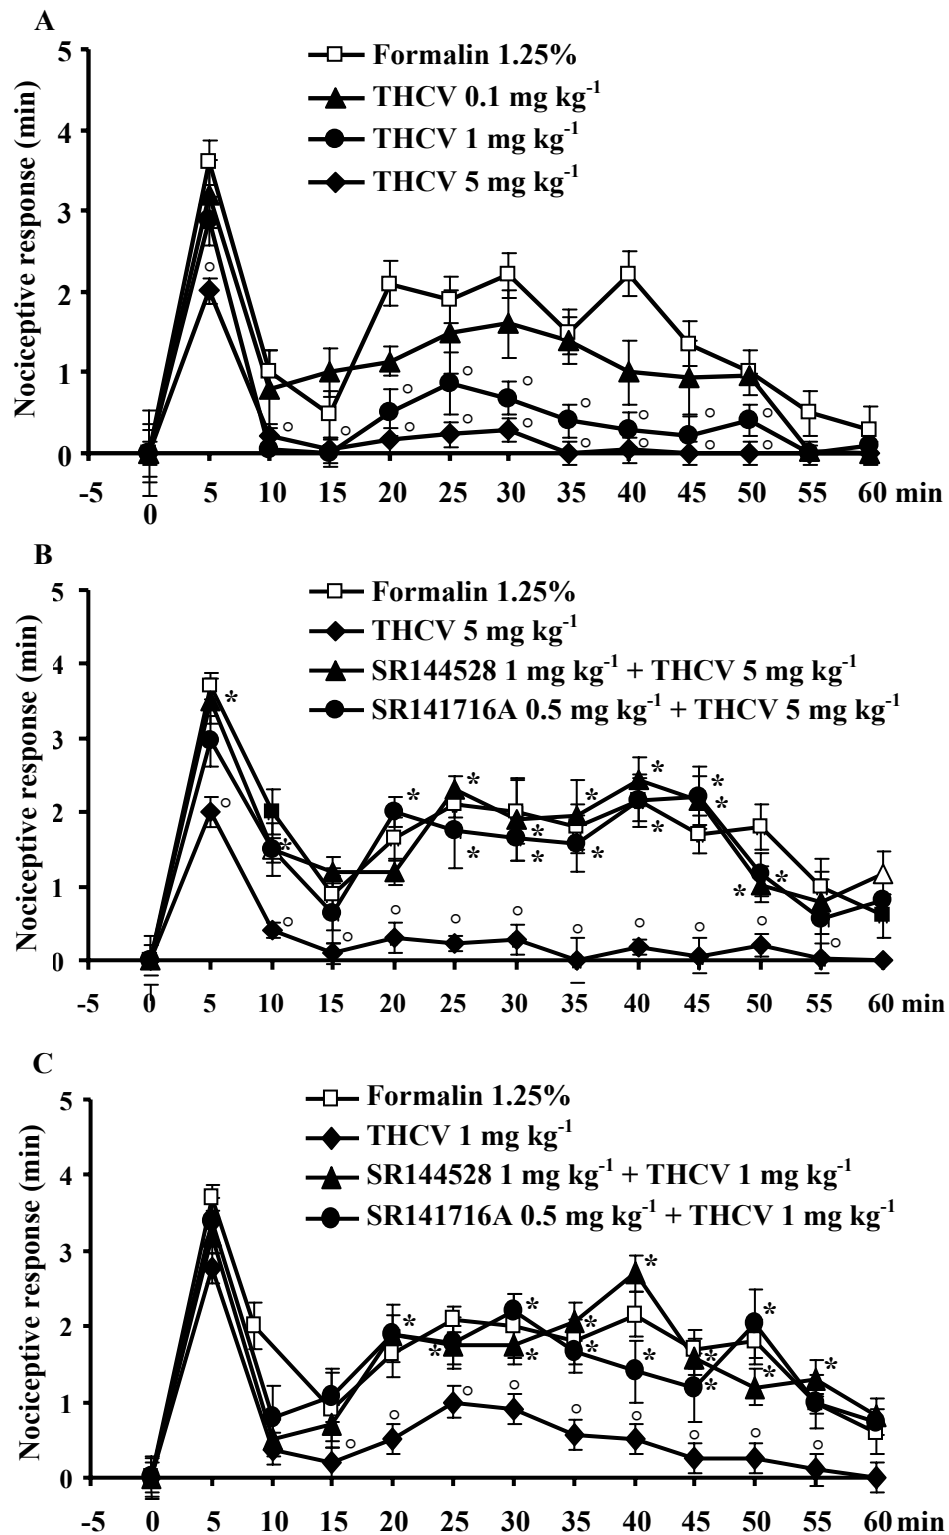 A
5
4
3
2
1
0
Nociceptive response (min)
Formalin 1.25%
THCV 0.1 mg kg-1
THCV 1 mg kg-1
THCV 5 mg kg-1
-5 0 5 10 15 20 25 30 35 40 45 50 55 60 min
B
5
4
3
2
1
0
Nociceptive response (min)
Formalin 1.25%
THCV 5 mg kg-1
SR144528 1 mg kg-1 + THCV 5 mg kg-1
SR141716A 0.5 mg kg-1 + THCV 5 mg kg-1
-5 0 5 10 15 20 25 30 35 40 45 50 55 60 min
C
5
4
3
2
1
0
Nociceptive response (min)
Formalin 1.25%
THCV 1 mg kg-1
SR144528 1 mg kg-1 + THCV 1 mg kg-1
SR141716A 0.5 mg kg-1 + THCV 1 mg kg-1
-5 0 5 10 15 20 25 30 35 40 45 50 55 60 min